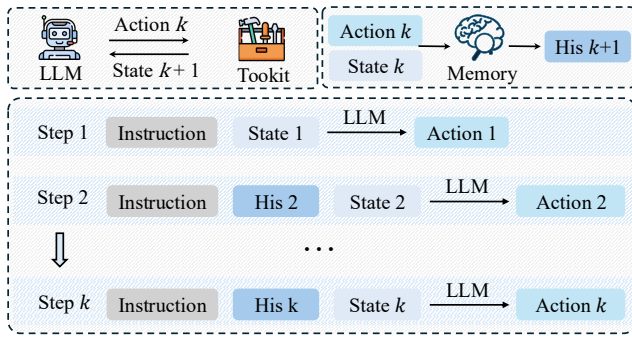 Action k
State k+1
LLM
Tookit
Action k
State k
Memory
His k+1
Step 1 Instruction State 1 LLM Action 1
Step 2 Instruction His 2 State 2 LLM Action 2
...
Step k Instruction His k State k LLM Action k